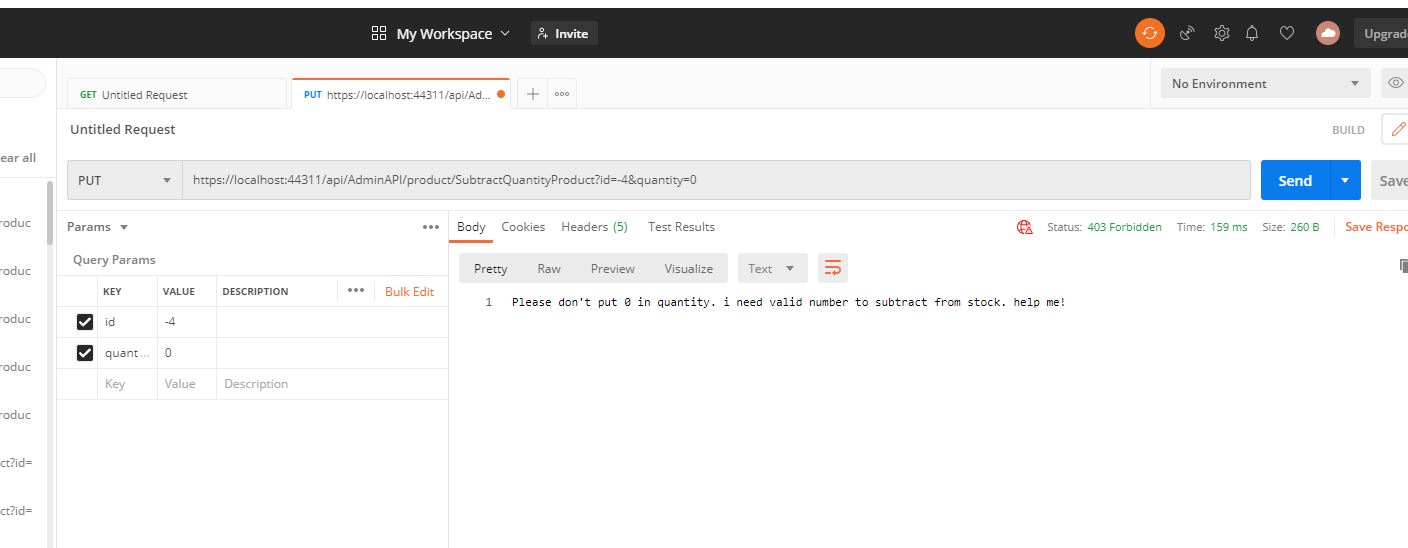 My Workspace Invite Upgrad
GET Untitled Request PUT https://localhost:44311/api/Ad... No Environment
Untitled Request BUILD
ear all
PUT https://localhost:44311/api/AdminAPI/product/SubtractQuantityProduct?id=-4&quantity=0 Send Save
roduc
Params Body Cookies Headers (5) Test Results Status: 403 Forbidden Time: 159 ms Size: 260 B Save Respo
Query Params
roduc
Pretty Raw Preview Visualize Text
KEY VALUE DESCRIPTION Bulk Edit
1 Please don't put 0 in quantity. i need valid number to subtract from stock. help me!
roduc
id -4
quant... 0
roduc
Key Value Description
roduc
ct?id=
ct?id=